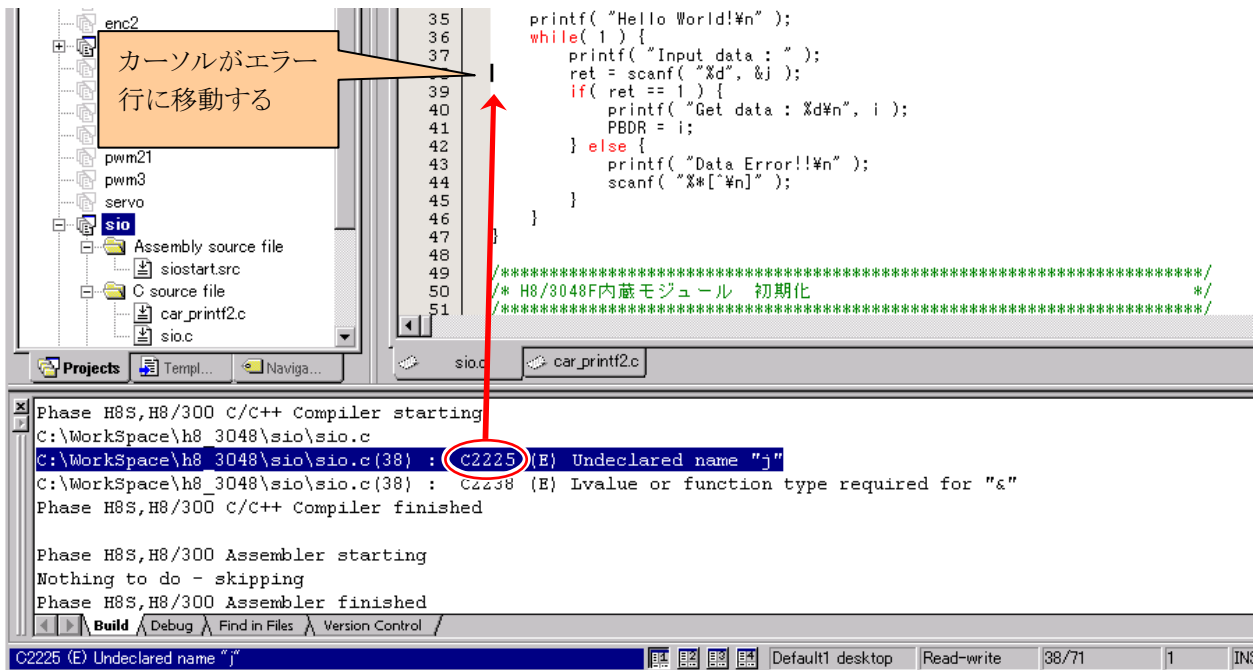 enc2
pwm21
pwm3
servo
sio
Assembly source file
siostart.src
C source file
car_printf2.c
sio.c
Projects
Templ...
Naviga...
カーソルがエラー
行に移動する
35 printf( "Hello World!¥n" );
36 while( 1 ) {
37 printf( "Input data : " );
ret = scanf( "%d", &j );
39 if( ret == 1 ) {
40 printf( "Get data : %d¥n", i );
41 PBDR = i;
42 } else {
43 printf( "Data Error!!¥n" );
44 scanf( "%*[^¥n]" );
45 }
46 }
47 }
48
49 /************************************************************************/
50 /* H8/3048F内蔵モジュール 初期化 */
51 /************************************************************************/
sio.c
car_printf2.c
Phase H8S,H8/300 C/C++ Compiler starting
C:\WorkSpace\h8_3048\sio\sio.c
C:\WorkSpace\h8_3048\sio\sio.c(38) : C2225 (E) Undeclared name "j"
C:\WorkSpace\h8_3048\sio\sio.c(38) : C2238 (E) Lvalue or function type required for "&"
Phase H8S,H8/300 C/C++ Compiler finished
Phase H8S,H8/300 Assembler starting
Nothing to do - skipping
Phase H8S,H8/300 Assembler finished
Build
Debug
Find in Files
Version Control
C2225 (E) Undeclared name "j"
1 2 3 4
Default1 desktop
Read-write
38/71
1
INS